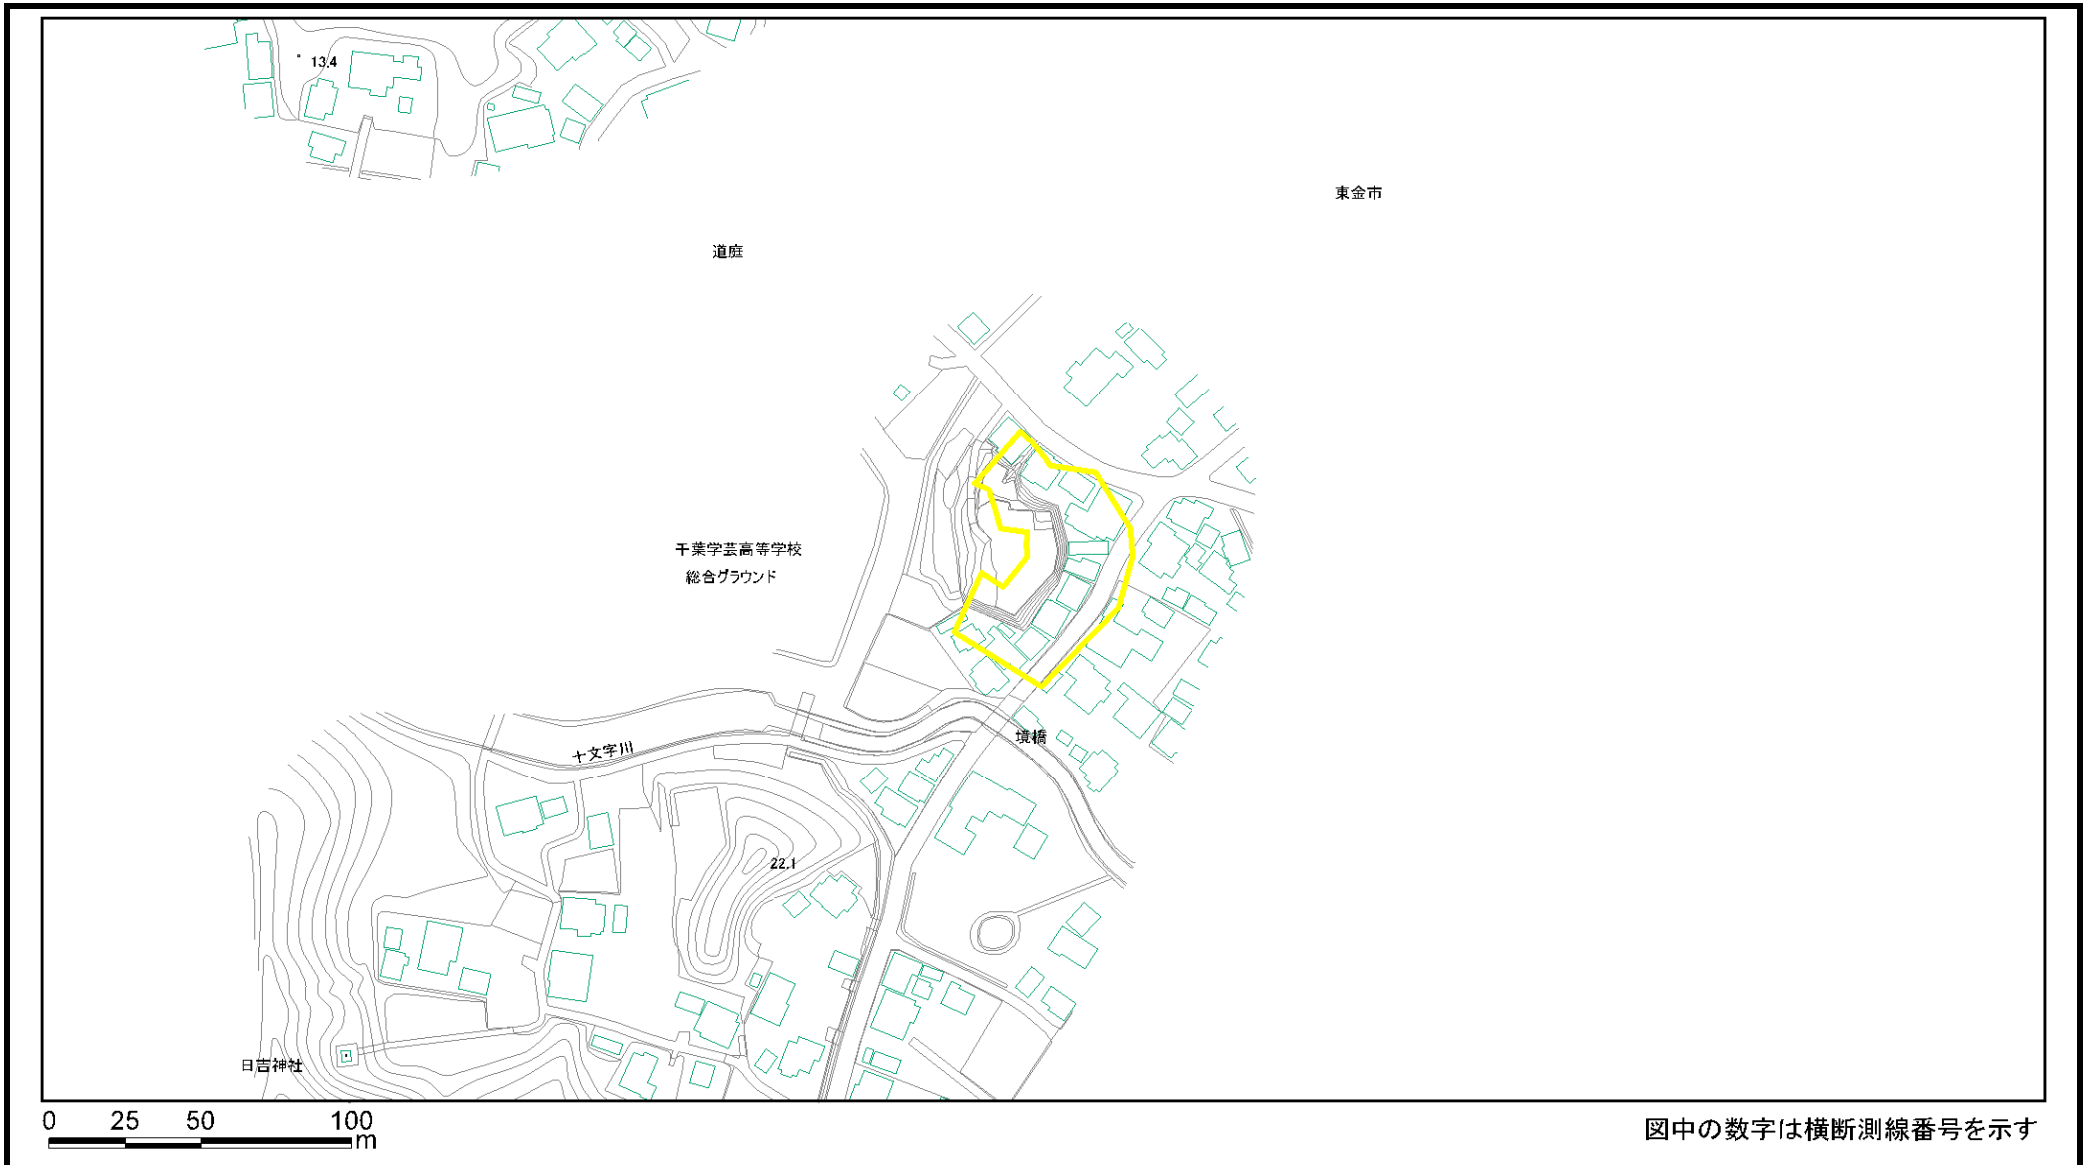 13.4
東金市
道庭
千葉学芸高等学校
総合グラウンド
境橋
十文字川
22.1
日吉神社
0 25 50 100
m
図中の数字は横断測線番号を示す